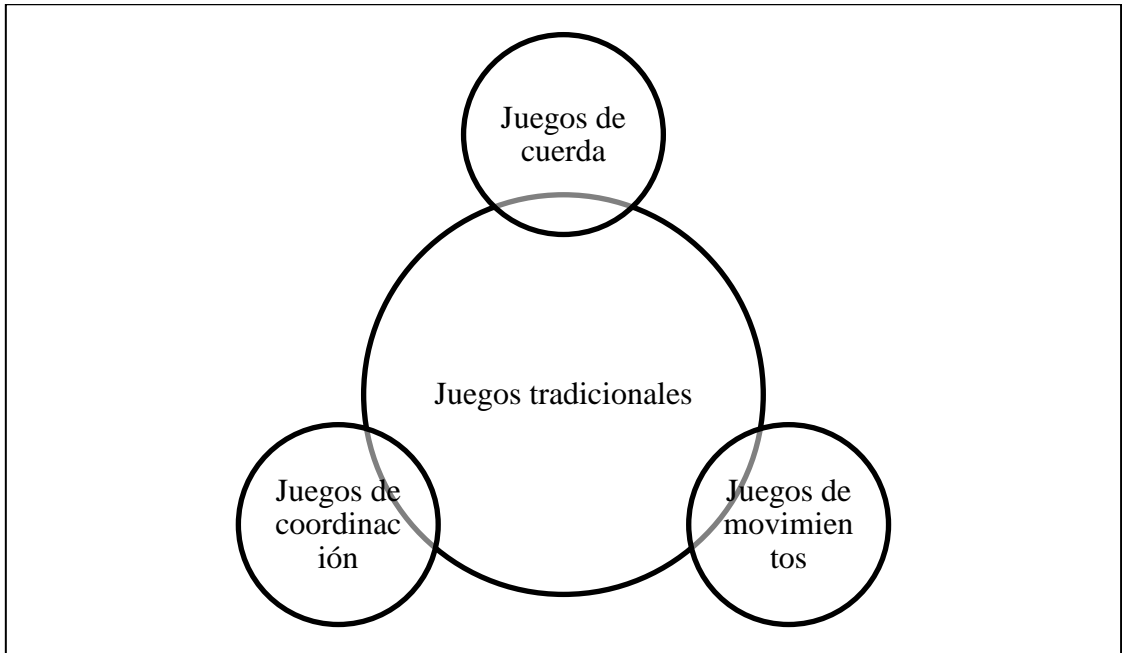 Juegos de
cuerda
Juegos tradicionales
Juegos de
coordinac
ión
Juegos de
movimien
tos